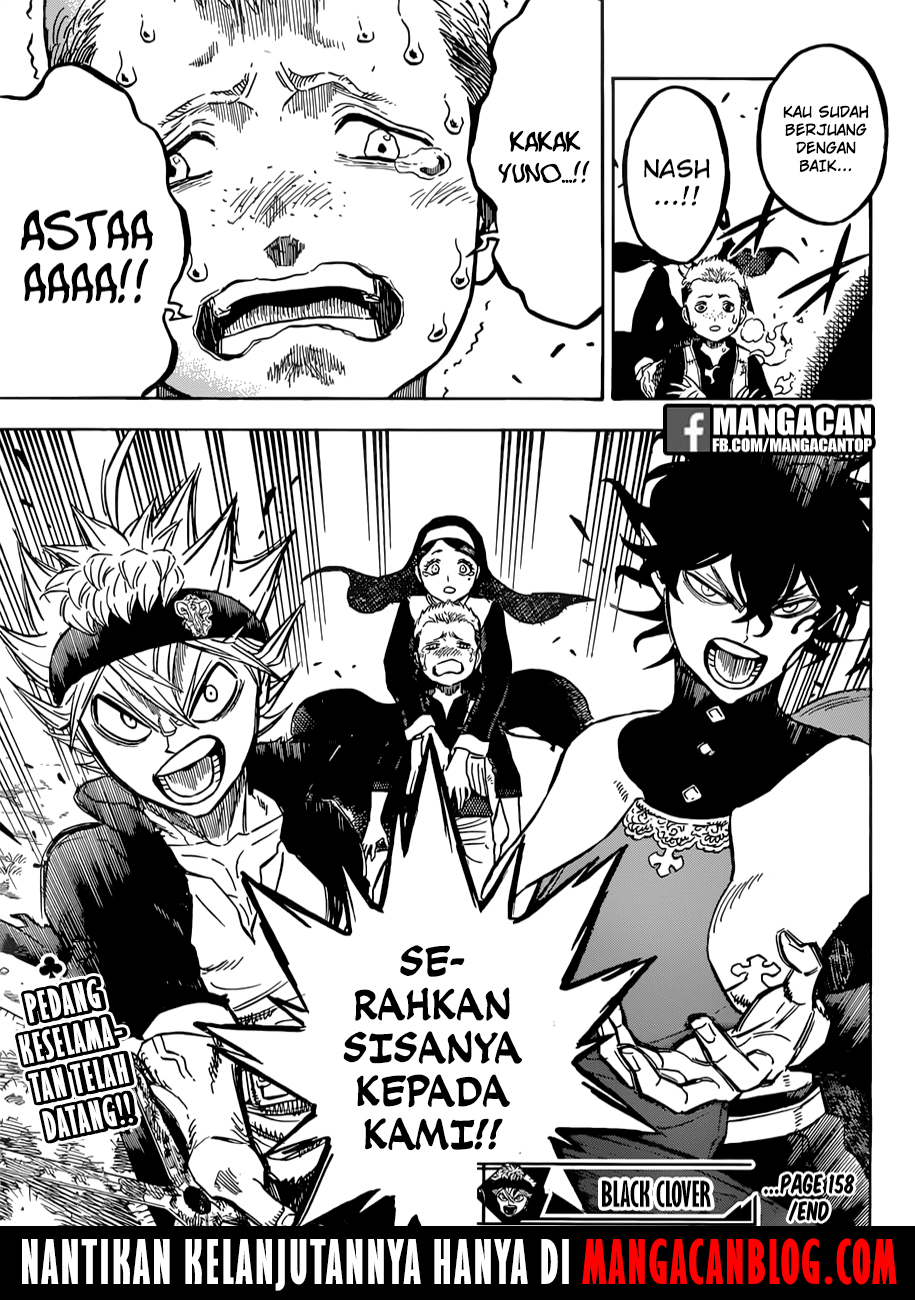 KAU SUDAH
BERJUANG
DENGAN
BAIK...
NASH
...!!
KAKAK
YUNO...!!
ASTAA
AAAA!!
f MANGACAN
FB.COM/MANGACANTOP
SE-
RAHKAN
SISANYA
KEPADA
KAMI!!
PEDANG
KESELAMA-
TAN TELAH
DATANG!!
BLACK CLOVER
...PAGE 158
/END
NANTIKAN KELANJUTANNYA HANYA DI MANGACANBLOG.COM